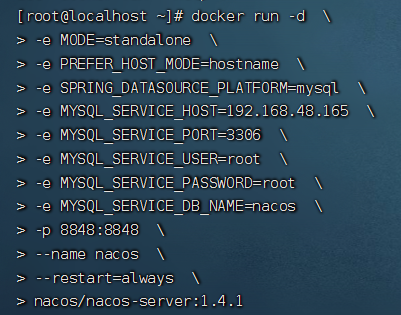 [root@localhost ~]# docker run -d  \
> -e MODE=standalone  \
> -e PREFER_HOST_MODE=hostname  \
> -e SPRING_DATASOURCE_PLATFORM=mysql  \
> -e MYSQL_SERVICE_HOST=192.168.48.165  \
> -e MYSQL_SERVICE_PORT=3306  \
> -e MYSQL_SERVICE_USER=root  \
> -e MYSQL_SERVICE_PASSWORD=root  \
> -e MYSQL_SERVICE_DB_NAME=nacos  \
> -p 8848:8848  \
> --name nacos  \
> --restart=always  \
> nacos/nacos-server:1.4.1